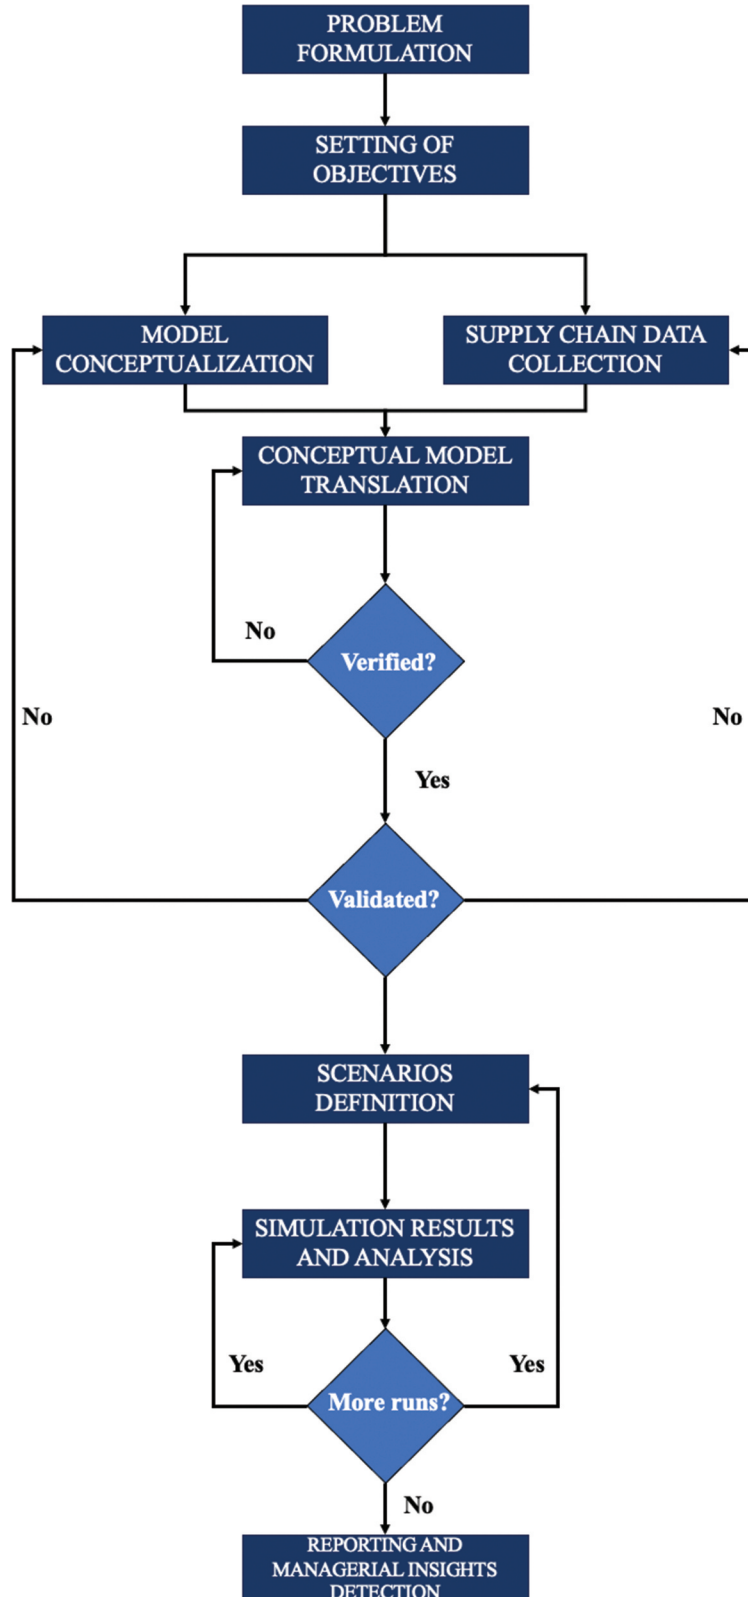 PROBLEM
FORMULATION
SETTING OF
OBJECTIVES
MODEL
CONCEPTUALIZATION
SUPPLY CHAIN DATA
COLLECTION
CONCEPTUAL MODEL
TRANSLATION
No
Verified?
No
No
Yes
Validated?
SCENARIOS
DEFINITION
SIMULATION RESULTS
AND ANALYSIS
Yes
Yes
More runs?
No
REPORTING AND
MANAGERIAL INSIGHTS
DETECTION